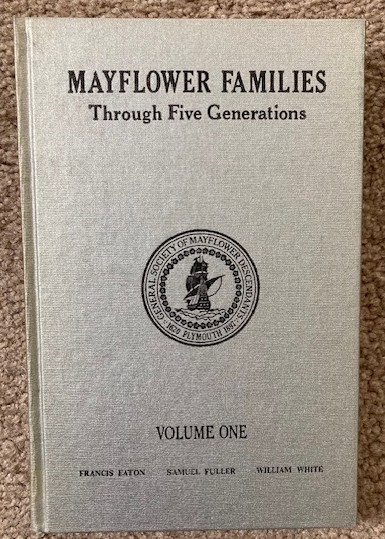 MAYFLOWER FAMILIES
Through Five Generations
GENERAL SOCIETY OF MAYFLOWER DESCENDANTS
1620 PLYMOUTH 1897
VOLUME ONE
FRANCIS EATON SAMUEL FULLER WILLIAM WHITE